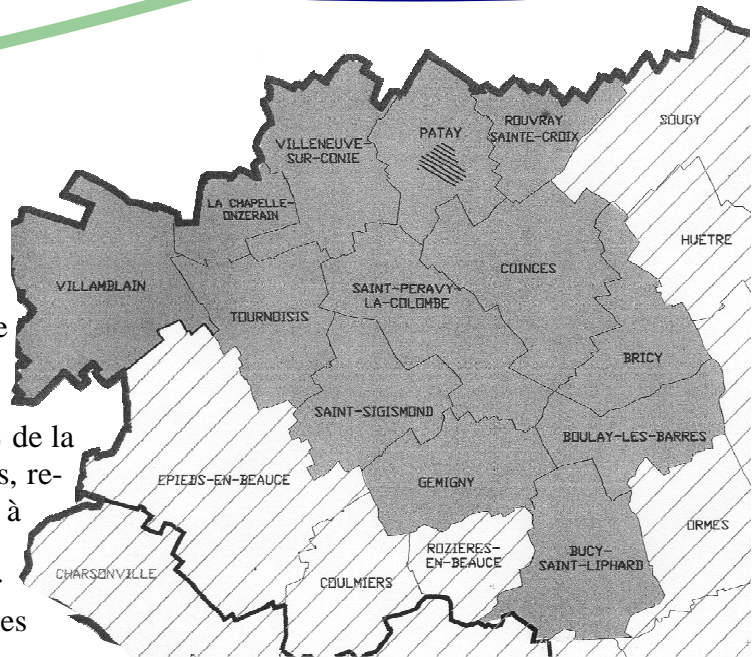 ROUVRAY
SAINTE-CROIX
SOUGY
PATAY
VILLENEUVE-
SUR-CONIE
LA CHAPELLE-
ONZERAIN
HUETRE
COINCES
VILLAMBLAIN
SAINT-PERAVY-
LA-COLOMBE
TOURNOISIS
e
BRICY
SAINT-SIGISMOND
BOULAY-LES-BARRES
de la
s, re-
à
EPIEDS-EN-BEAUCE
GEMIGNY
ORMES
ROZIERES-
EN-BEAUCE
BUCY-
SAINT-LIPHARD
CHARSONVILLE
COULMIERS
.
es